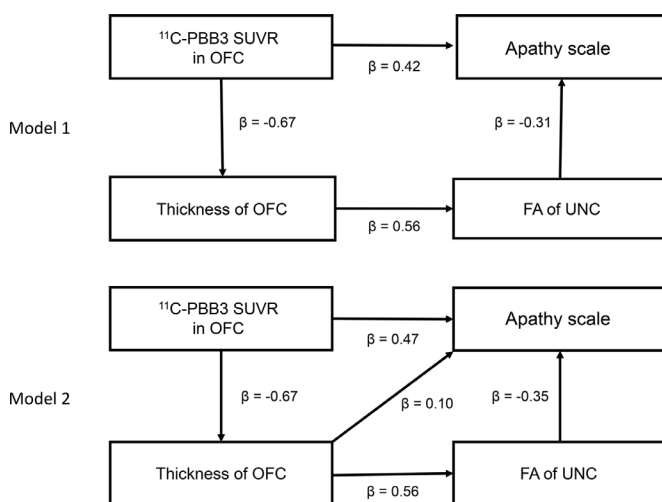 ¹¹C-PBB3 SUVR
in OFC
Apathy scale
β = 0.42
Model 1
β = -0.67
β = -0.31
Thickness of OFC
FA of UNC
β = 0.56
¹¹C-PBB3 SUVR
in OFC
Apathy scale
β = 0.47
Model 2
β = -0.67
β = 0.10
β = -0.35
Thickness of OFC
FA of UNC
β = 0.56